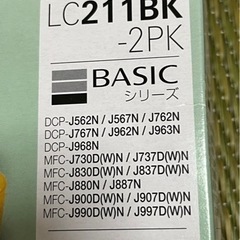 LC211BK
-2PK
BASIC
シリーズ
DCP-J562N / J567N / J762N
DCP-J767N / J962N / J963N
DCP-J968N
MFC-J730D(W)N / J737D(W)N
MFC-J830D(W)N / J837D(W)N
MFC-J880N / J887N
MFC-J900D(W)N / J907D(W)N
MFC-J990D(W)N / J997D(W)N